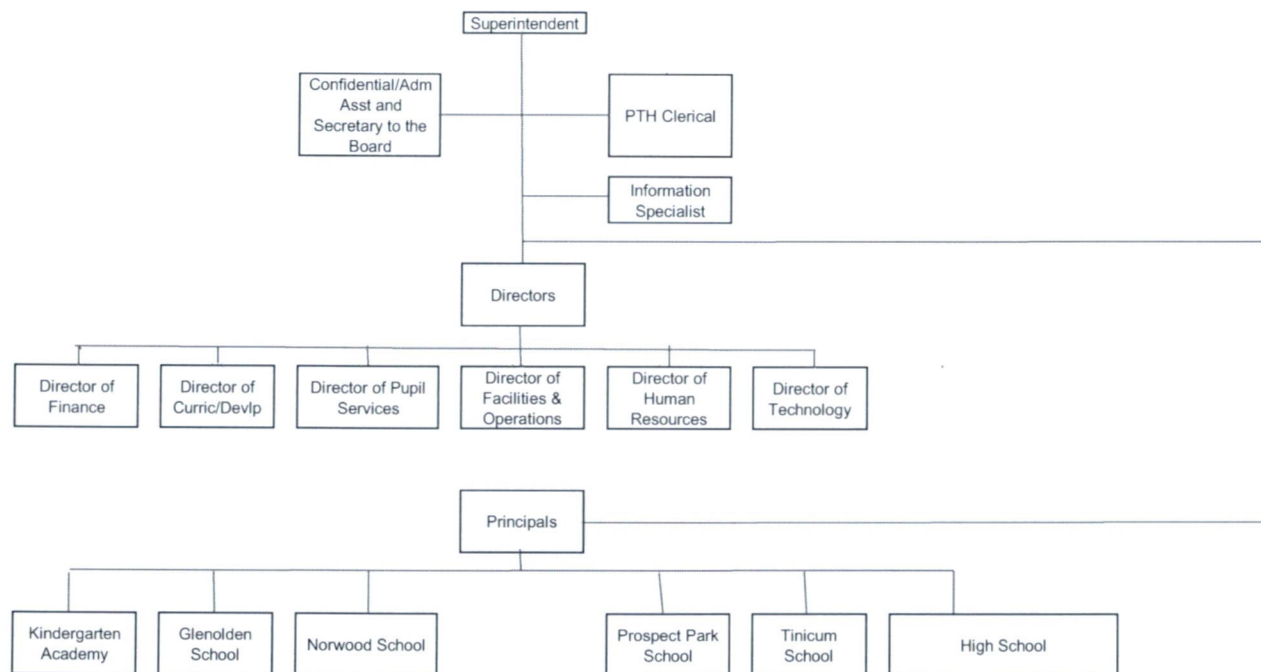 Superintendent
Confidential/Adm
Asst and
Secretary to the
Board
PTH Clerical
Information
Specialist
Directors
Director of
Finance
Director of
Curric/Devlp
Director of Pupil
Services
Director of
Facilities &
Operations
Director of
Human
Resources
Director of
Technology
Principals
Kindergarten
Academy
Glenolden
School
Norwood School
Prospect Park
School
Tinicum
School
High School